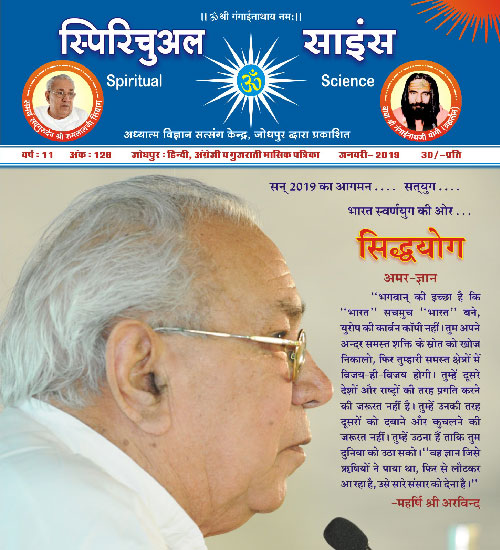 ॥ ॐ श्री गंगाईनाथाय नमः॥
स्पिरिचुअल साइंस
Spiritual Science
ॐ
अध्यात्म विज्ञान सत्संग केन्द्र, जोधपुर द्वारा प्रकाशित
वर्ष : 11 अंक : 128 जोधपुर : हिन्दी, अंग्रेजी व गुजराती मासिक पत्रिका जनवरी- 2019 30/-प्रति
सन् 2019 का आगमन . . . . सत्युग . . . .
भारत स्वर्णयुग की ओर . . .
सिद्धयोग
अमर-ज्ञान
"भगवान् की इच्छा है कि
"भारत" सचमुच "भारत" बने,
युरोप की कार्बन कॉपी नहीं। तुम अपने
अन्दर समस्त शक्ति के स्रोत को खोज
निकालो, फिर तुम्हारी समस्त क्षेत्रों में
विजय-ही-विजय होगी। तुम्हें दूसरे
देशों और राष्ट्रों की तरह प्रगति करने
की जरूरत नहीं है। तुम्हें उनकी तरह
दूसरों को दबाने और कुचलने की
जरूरत नहीं। तुम्हें उठना हैं ताकि तुम
दुनिया को उठा सको।" "वह ज्ञान जिसे
ऋषियों ने पाया था, फिर से लौटकर
आ रहा है, उसे सारे संसार को देना है।"
-महर्षि श्री अरविन्द